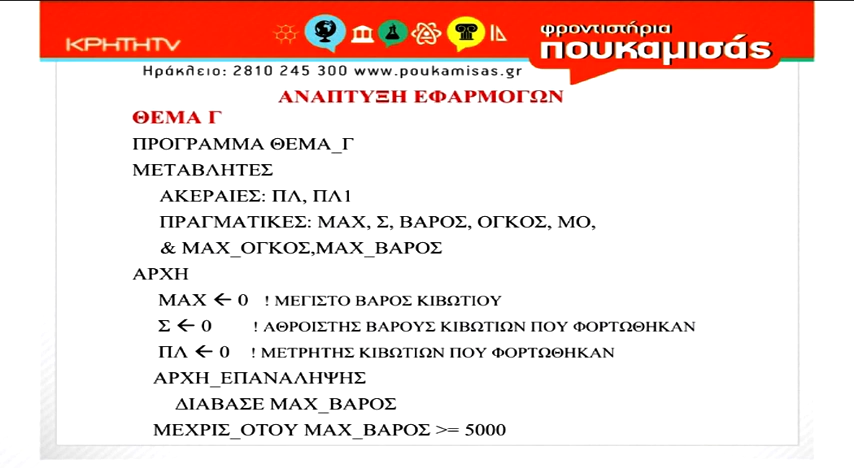 ΚΡΗΤΗTV
φροντιστήρια
πουκαμισάς
Ηράκλειο: 2810 245 300 www.poukamisas.gr
ΑΝΑΠΤΥΞΗ ΕΦΑΡΜΟΓΩΝ
ΘΕΜΑ Γ
ΠΡΟΓΡΑΜΜΑ ΘΕΜΑ_Γ
ΜΕΤΑΒΛΗΤΕΣ
ΑΚΕΡΑΙΕΣ: ΠΛ, ΠΛ1
ΠΡΑΓΜΑΤΙΚΕΣ: ΜΑΧ, Σ, ΒΑΡΟΣ, ΟΓΚΟΣ, ΜΟ,
& ΜΑΧ_ΟΓΚΟΣ,ΜΑΧ_ΒΑΡΟΣ
ΑΡΧΗ
ΜΑΧ ← 0 ! ΜΕΓΙΣΤΟ ΒΑΡΟΣ ΚΙΒΩΤΙΟΥ
Σ ← 0 ! ΑΘΡΟΙΣΤΗΣ ΒΑΡΟΥΣ ΚΙΒΩΤΙΩΝ ΠΟΥ ΦΟΡΤΩΘΗΚΑΝ
ΠΛ ← 0 ! ΜΕΤΡΗΤΗΣ ΚΙΒΩΤΙΩΝ ΠΟΥ ΦΟΡΤΩΘΗΚΑΝ
ΑΡΧΗ_ΕΠΑΝΑΛΗΨΗΣ
ΔΙΑΒΑΣΕ ΜΑΧ_ΒΑΡΟΣ
ΜΕΧΡΙΣ_ΟΤΟΥ ΜΑΧ_ΒΑΡΟΣ >= 5000